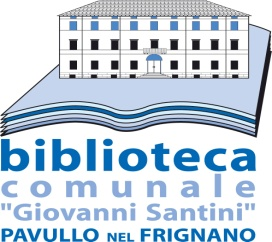 biblioteca
comunale
"Giovanni Santini"
PAVULLO NEL FRIGNANO